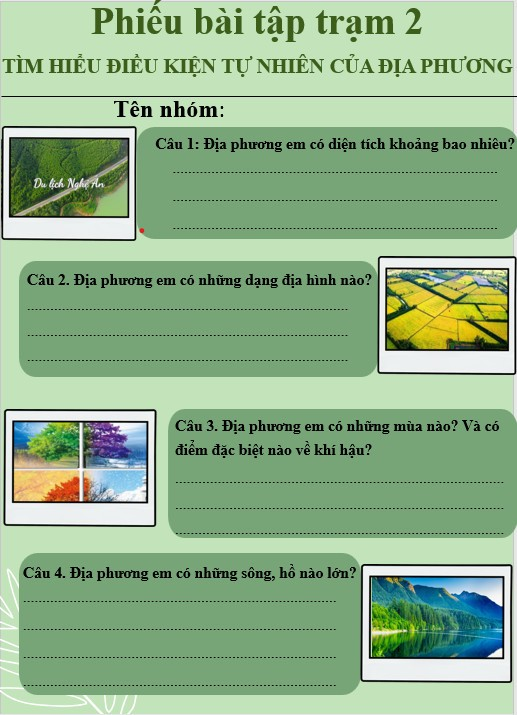 Phiếu bài tập trạm 2
TÌM HIỂU ĐIỀU KIỆN TỰ NHIÊN CỦA ĐỊA PHƯƠNG
Tên nhóm:
Du lịch Nghệ An
Câu 1: Địa phương em có diện tích khoảng bao nhiêu?
Câu 2. Địa phương em có những dạng địa hình nào?
Câu 3. Địa phương em có những mùa nào? Và có
điểm đặc biệt nào về khí hậu?
Câu 4. Địa phương em có những sông, hồ nào lớn?